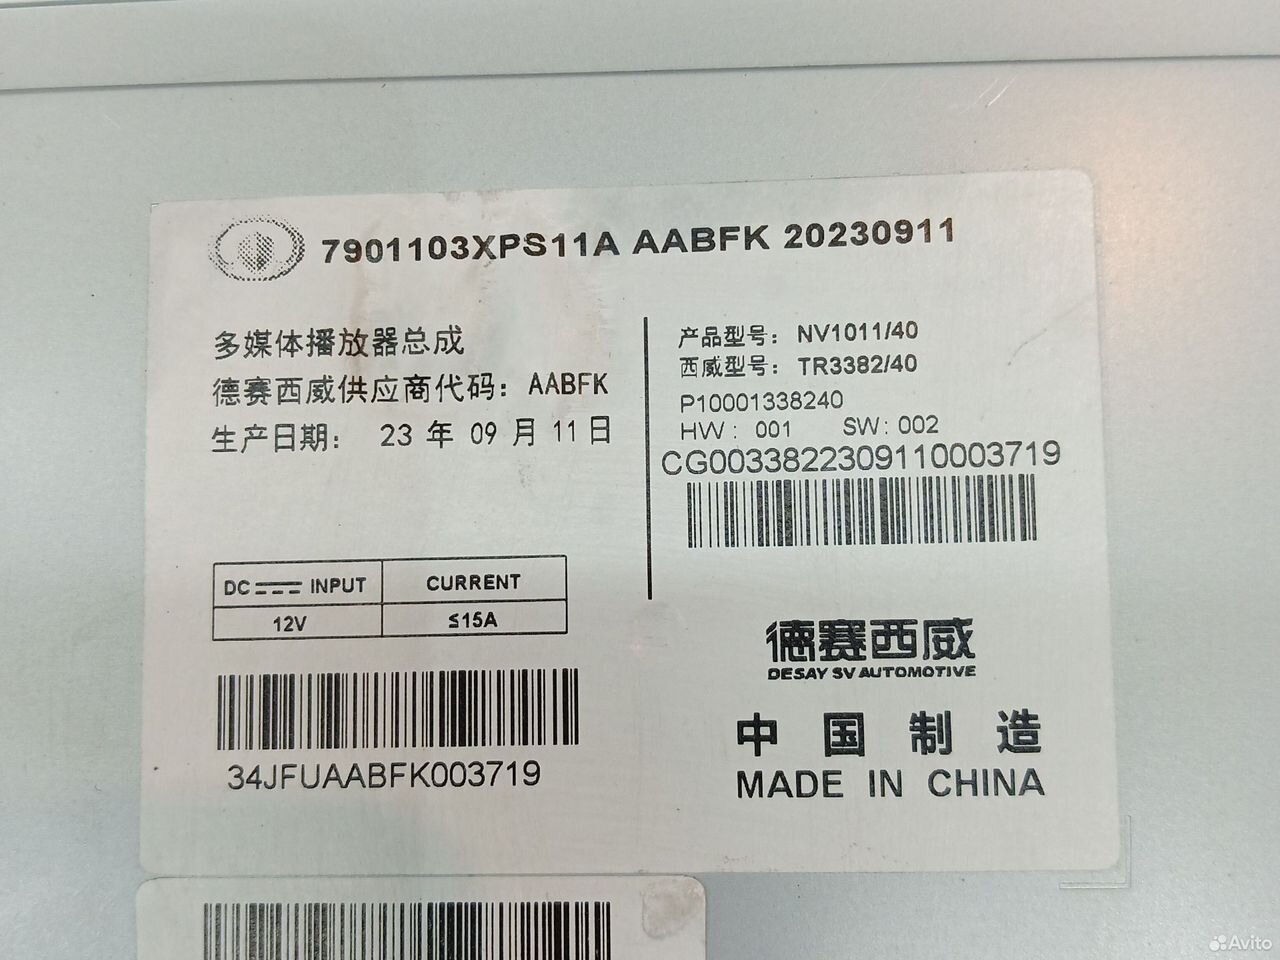 7901103XPS11A AABFK 20230911
多媒体播放器总成
德赛西威供应商代码: AABFK
生产日期: 23 年 09 月 11 日
产品型号: NV1011/40
西威型号: TR3382/40
P10001338240
HW: 001 SW: 002
CG00338223091100003719
DC INPUT CURRENT
12V ≤15A
34JFUAABFK003719
德赛西威
DESAY SV AUTOMOTIVE
中国制造
MADE IN CHINA
Avito